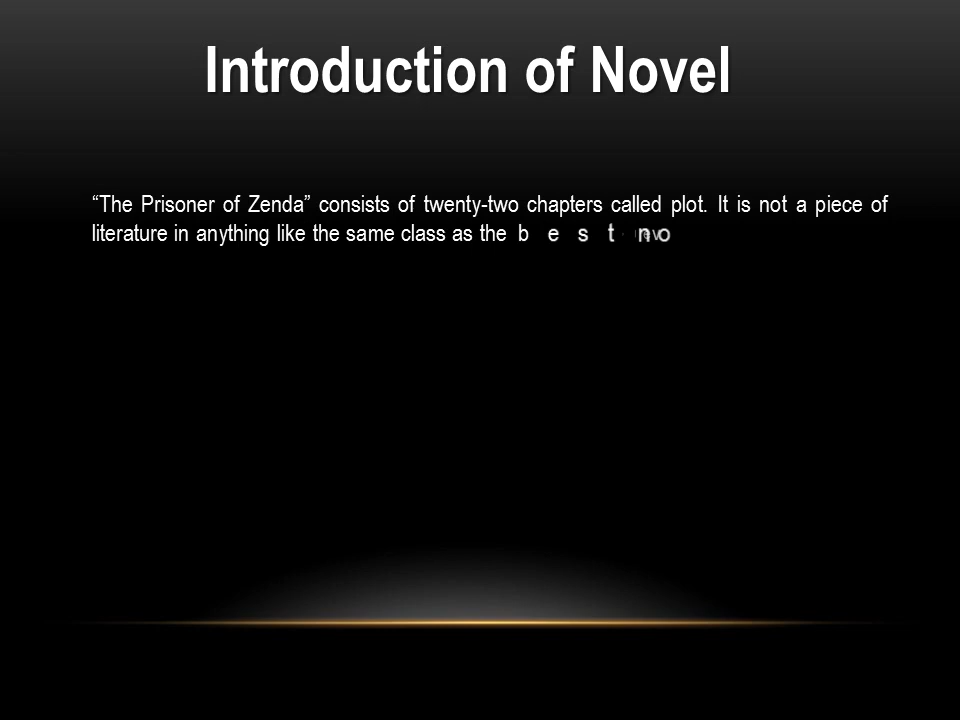 Introduction of Novel
“The Prisoner of Zenda” consists of twenty-two chapters called plot. It is not a piece of
literature in anything like the same class as the best